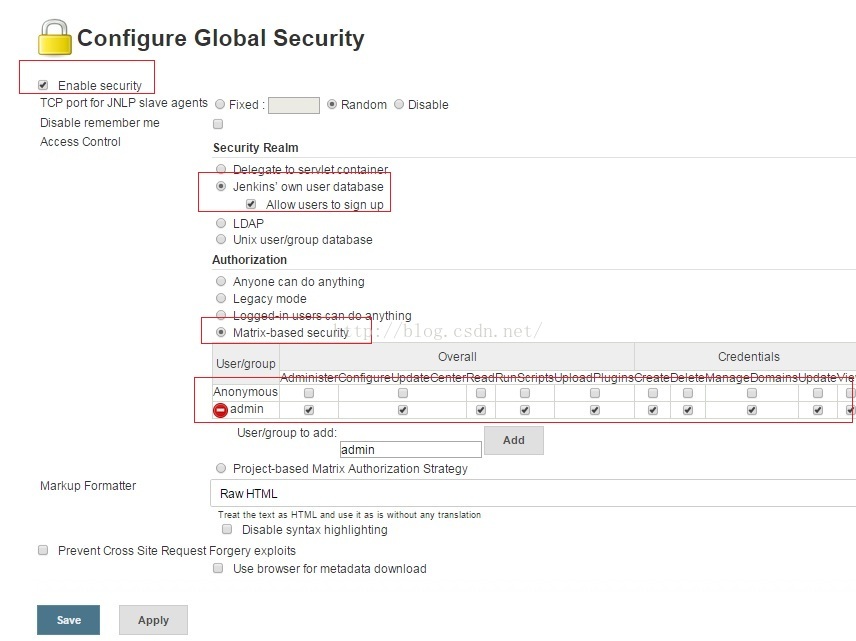 Configure Global Security
Enable security
TCP port for JNLP slave agents Fixed : Random Disable
Disable remember me
Access Control
Security Realm
Delegate to servlet container
Jenkins' own user database
Allow users to sign up
LDAP
Unix user/group database
Authorization
Anyone can do anything
Legacy mode
Logged-in users can do anything
Matrix-based security
http://blog.csdn.net/
User/group Overall Credentials
Administer ConfigureUpdateCenter Read RunScripts UploadPlugins Create Delete ManageDomains Update View
Anonymous
admin
User/group to add:
admin Add
Project-based Matrix Authorization Strategy
Markup Formatter
Raw HTML
Treat the text as HTML and use it as is without any translation
Disable syntax highlighting
Prevent Cross Site Request Forgery exploits
Use browser for metadata download
Save Apply